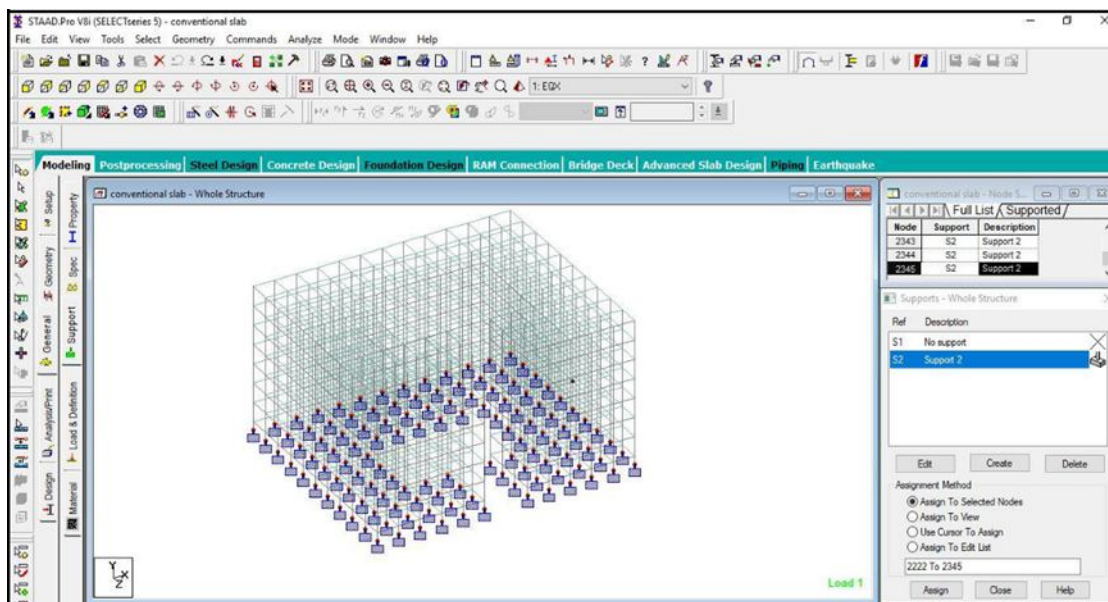 STAAD.Pro V8i (SELECTseries 5) - conventional slab
File Edit View Tools Select Geometry Commands Analyze Mode Window Help
1: EQX
Modeling Postprocessing Steel Design Concrete Design Foundation Design RAM Connection Bridge Deck Advanced Slab Design Piping Earthquake
Setup
Geometry
General
Analysis/Print
Design
Property
Spec
Support
Load & Definition
Material
conventional slab - Whole Structure
Y
X
Z
Load 1
conventional slab - Node S...
Full List Supported
Node Support Description
2343 S2 Support 2
2344 S2 Support 2
2345 S2 Support 2
Supports - Whole Structure
Ref Description
S1 No support
S2 Support 2
Edit Create Delete
Assignment Method
Assign To Selected Nodes
Assign To View
Use Cursor To Assign
Assign To Edit List
2222 To 2345
Assign Close Help